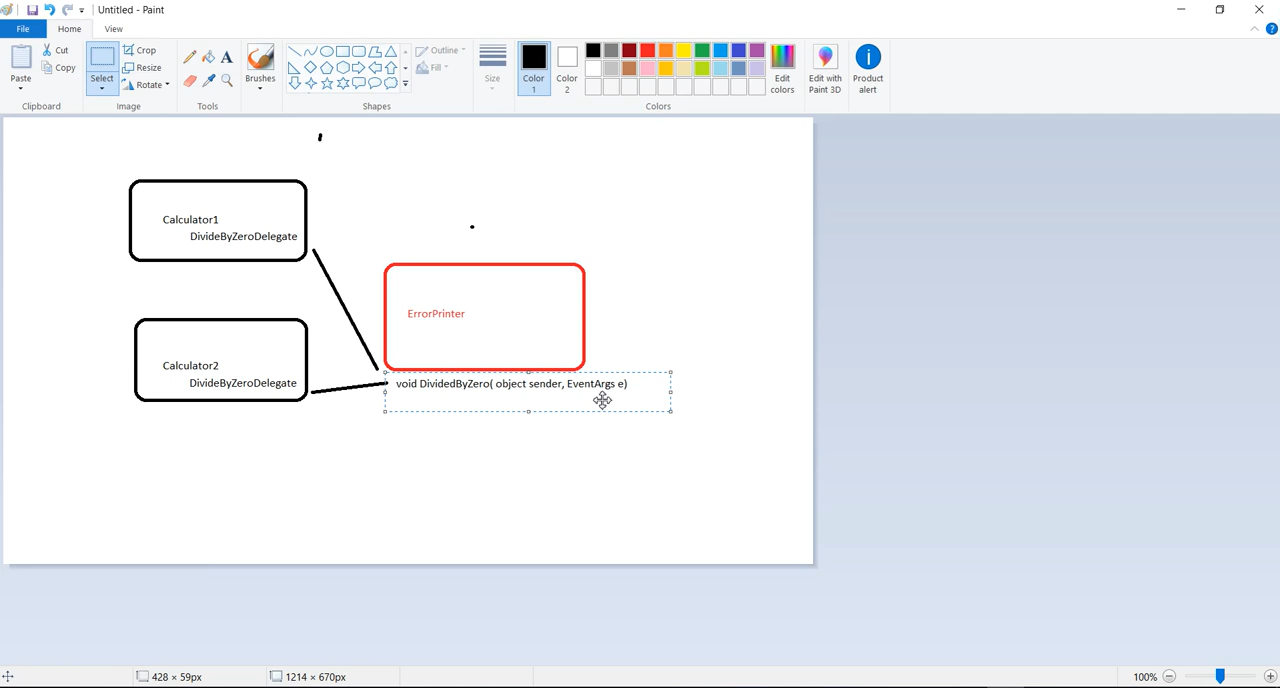 Untitled - Paint
File
Home
View
Paste
Cut
Copy
Clipboard
Select
Crop
Resize
Rotate
Image
Tools
Brushes
Shapes
Outline
Fill
Size
Color 1
Color 2
Colors
Edit colors
Edit with Paint 3D
Product alert
Calculator1
DivideByZeroDelegate
ErrorPrinter
Calculator2
DivideByZeroDelegate
void DividedByZero( object sender, EventArgs e)
428 × 59px
1214 × 670px
100%